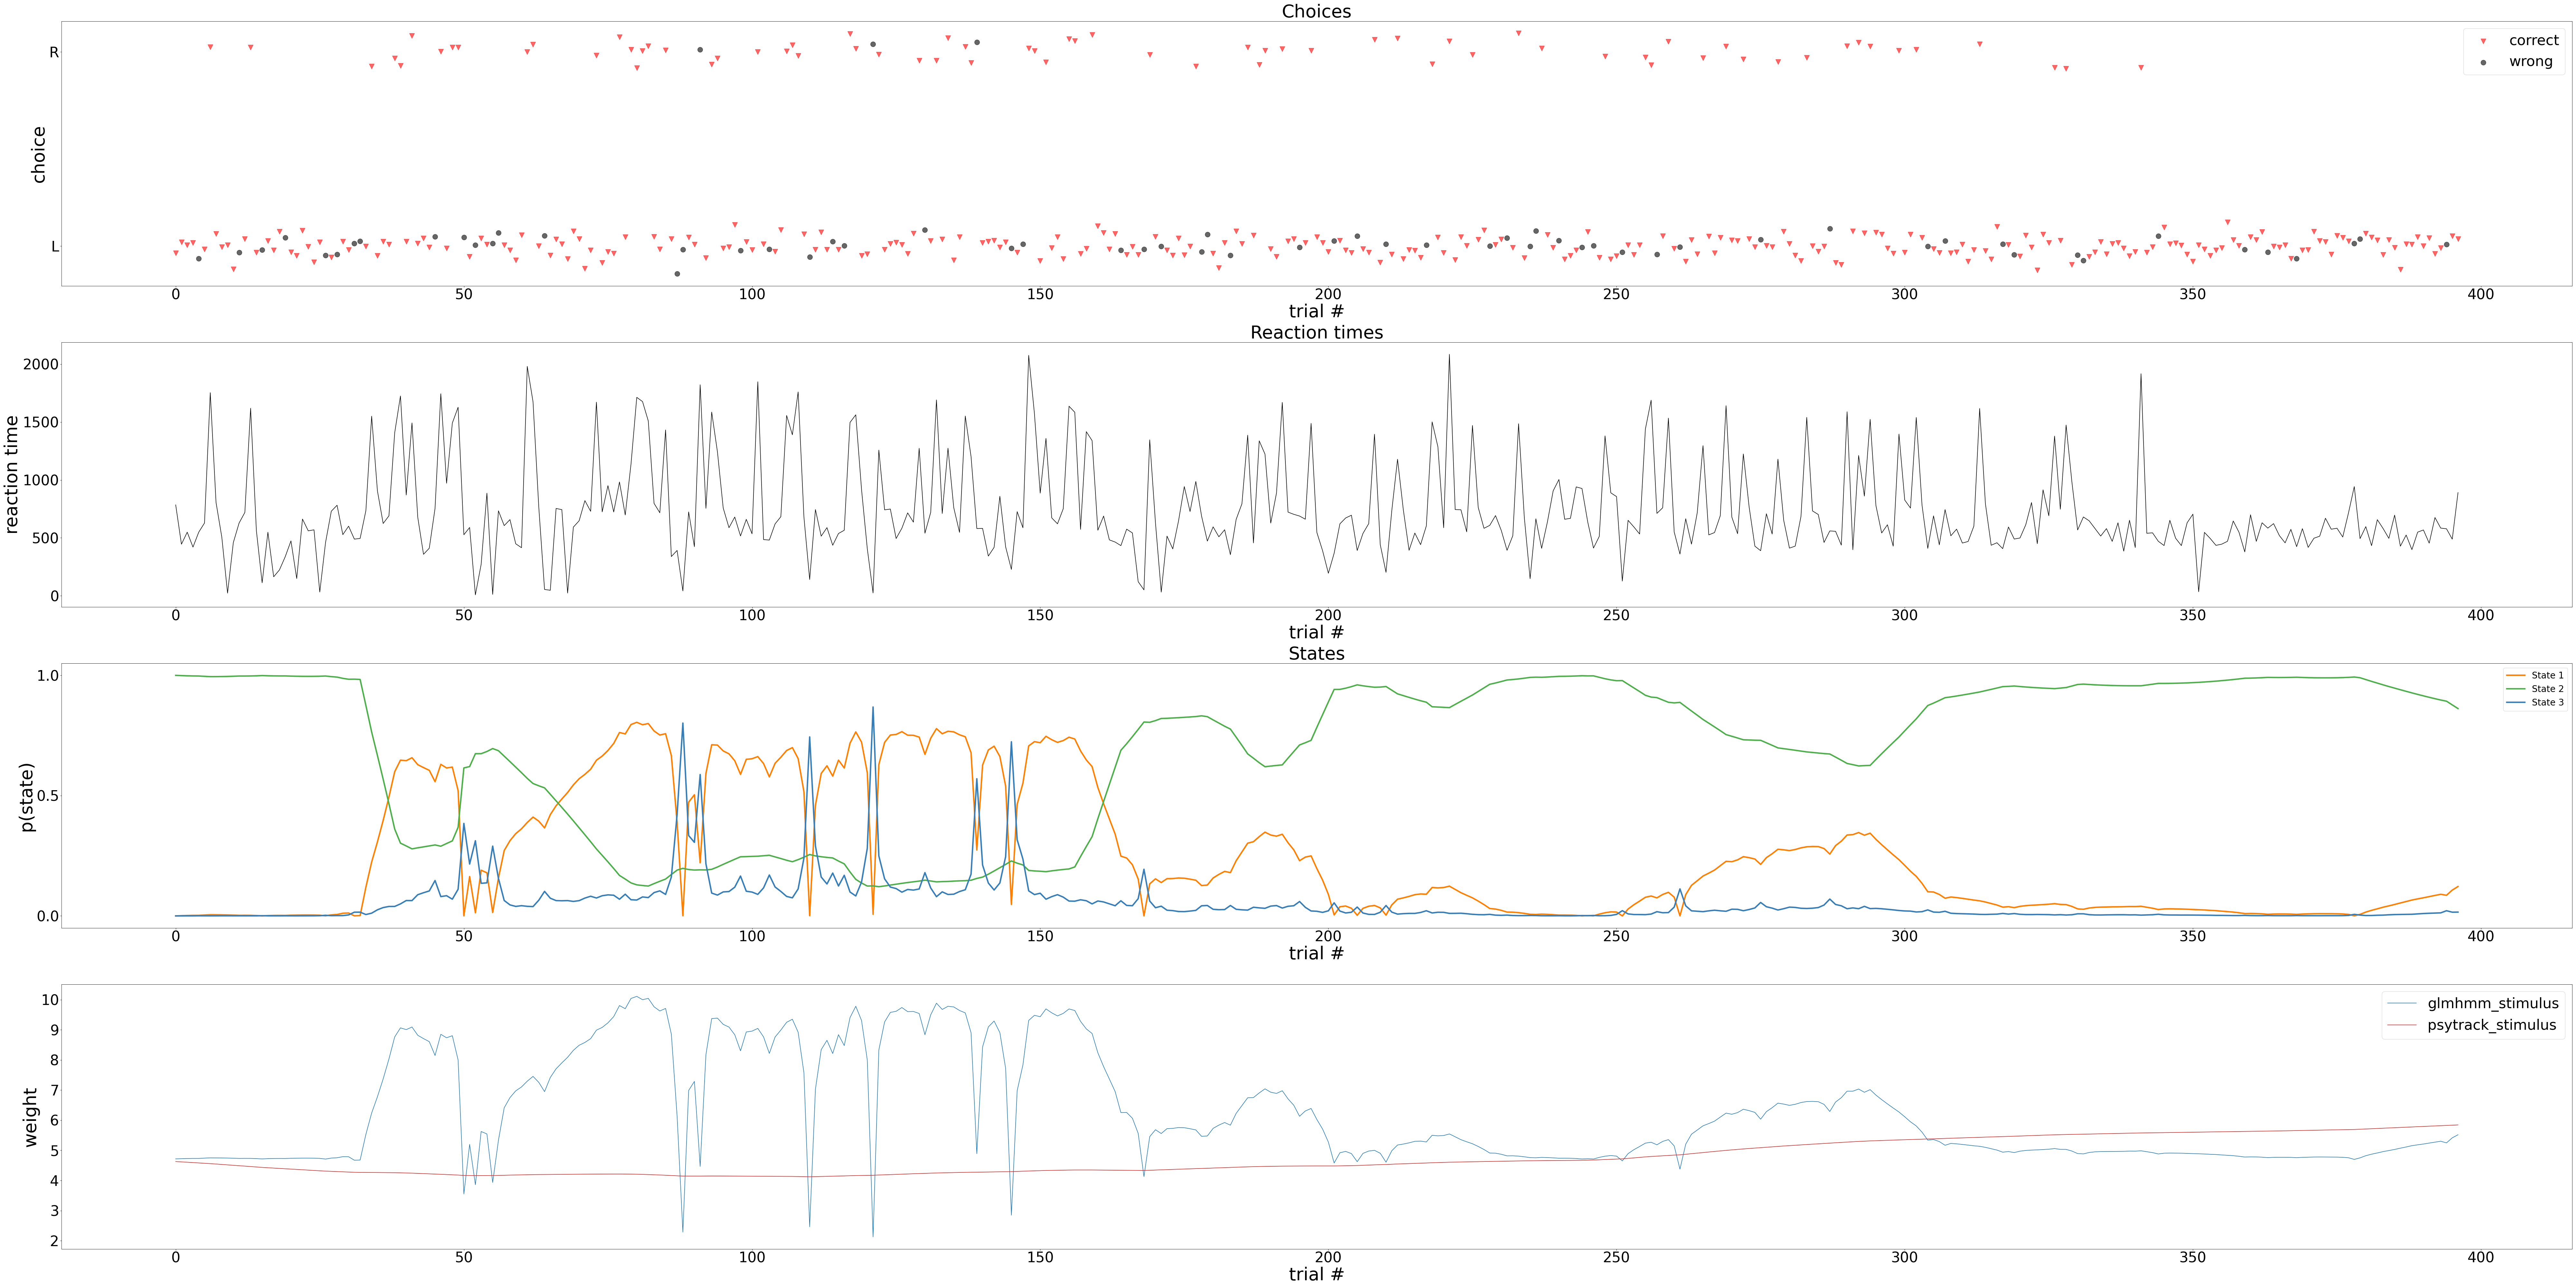 Choices
R
L
choice
correct
wrong
0 50 100 150 200 250 300 350 400
trial #
Reaction times
2000
1500
1000
500
0
reaction time
0 50 100 150 200 250 300 350 400
trial #
States
1.0
0.5
0.0
p(state)
State 1
State 2
State 3
0 50 100 150 200 250 300 350 400
trial #
10
9
8
7
6
5
4
3
2
weight
glmhmm_stimulus
psytrack_stimulus
0 50 100 150 200 250 300 350 400
trial #